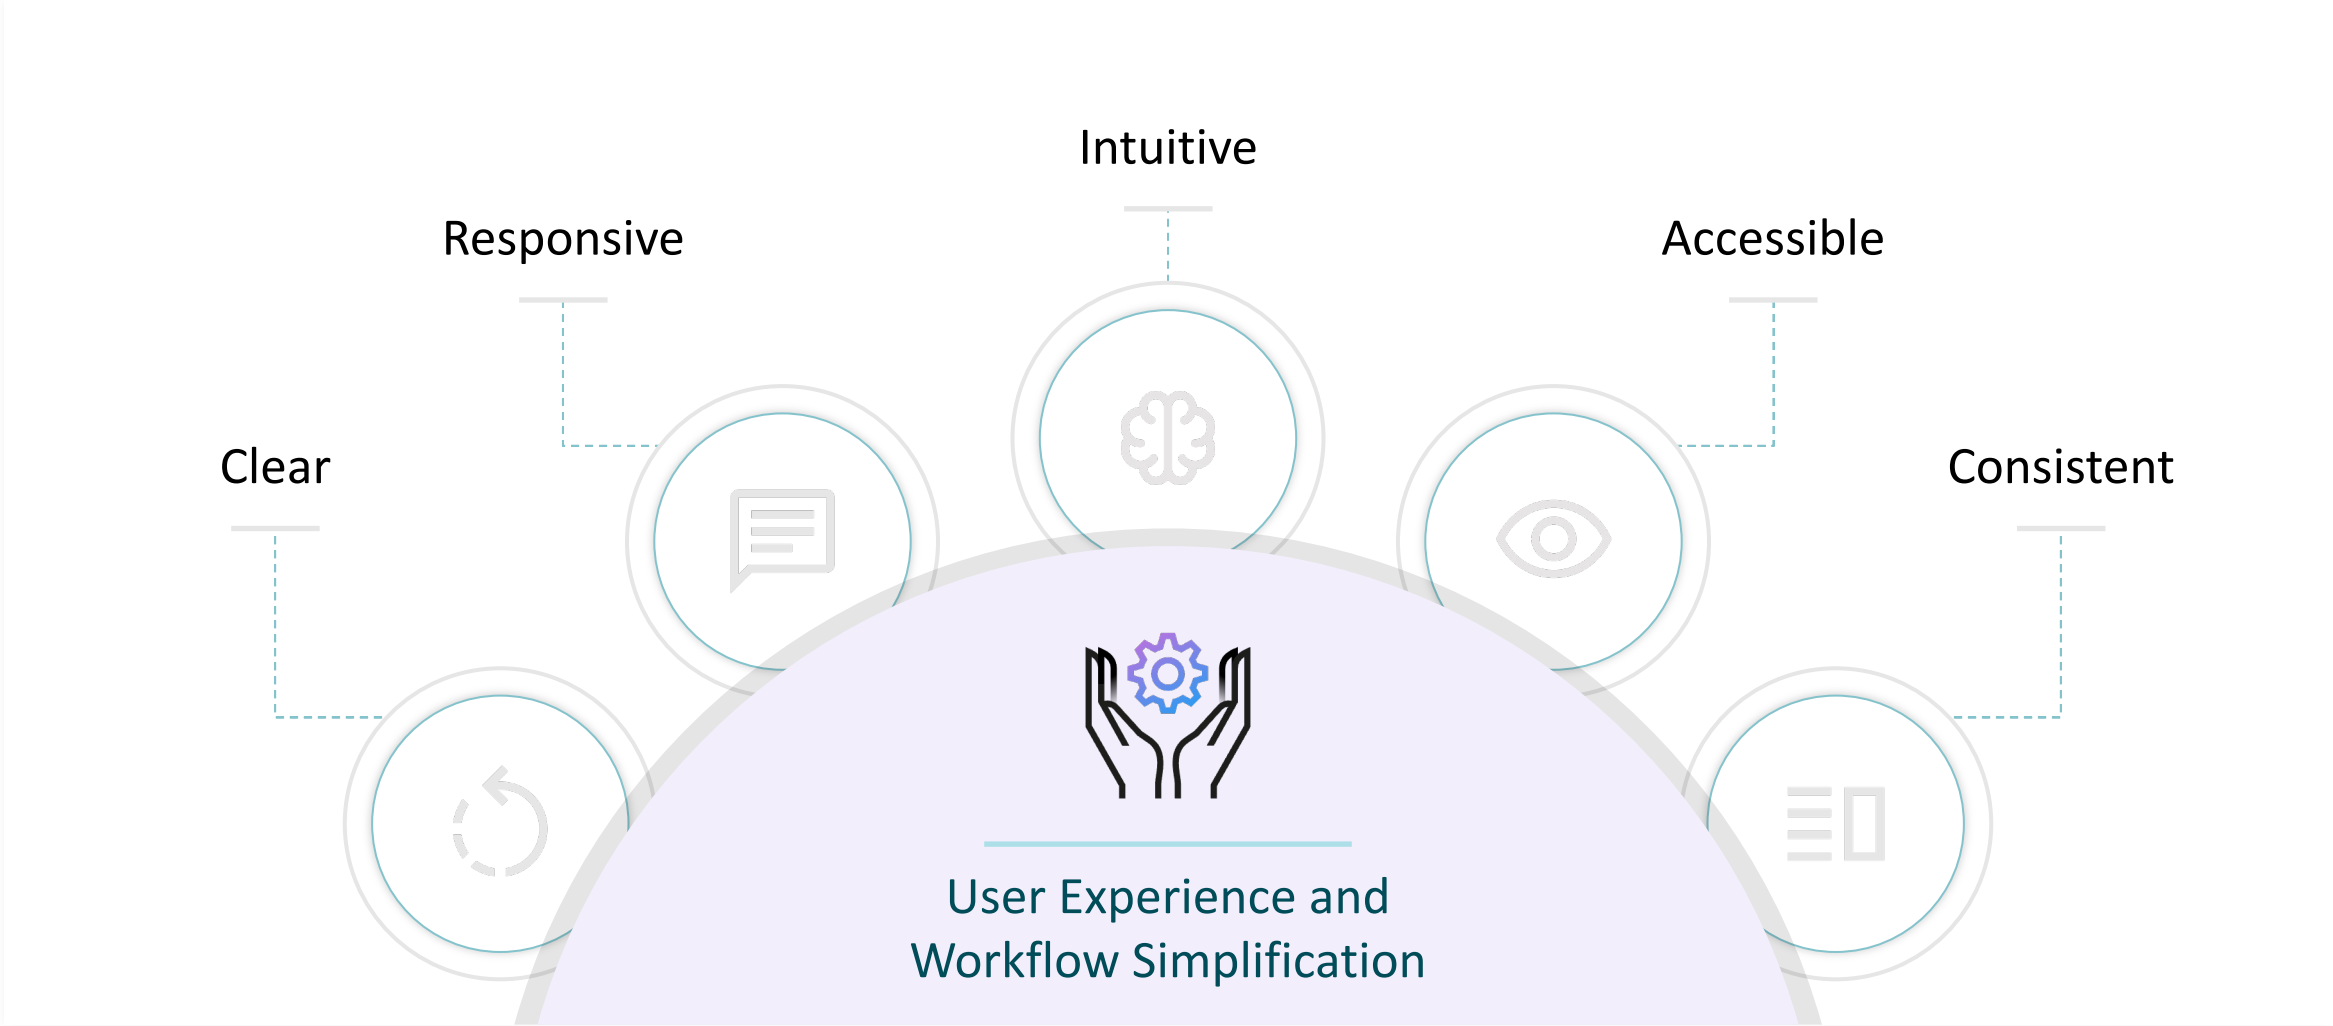 Intuitive
Responsive
Accessible
Clear
Consistent
User Experience and
Workflow Simplification